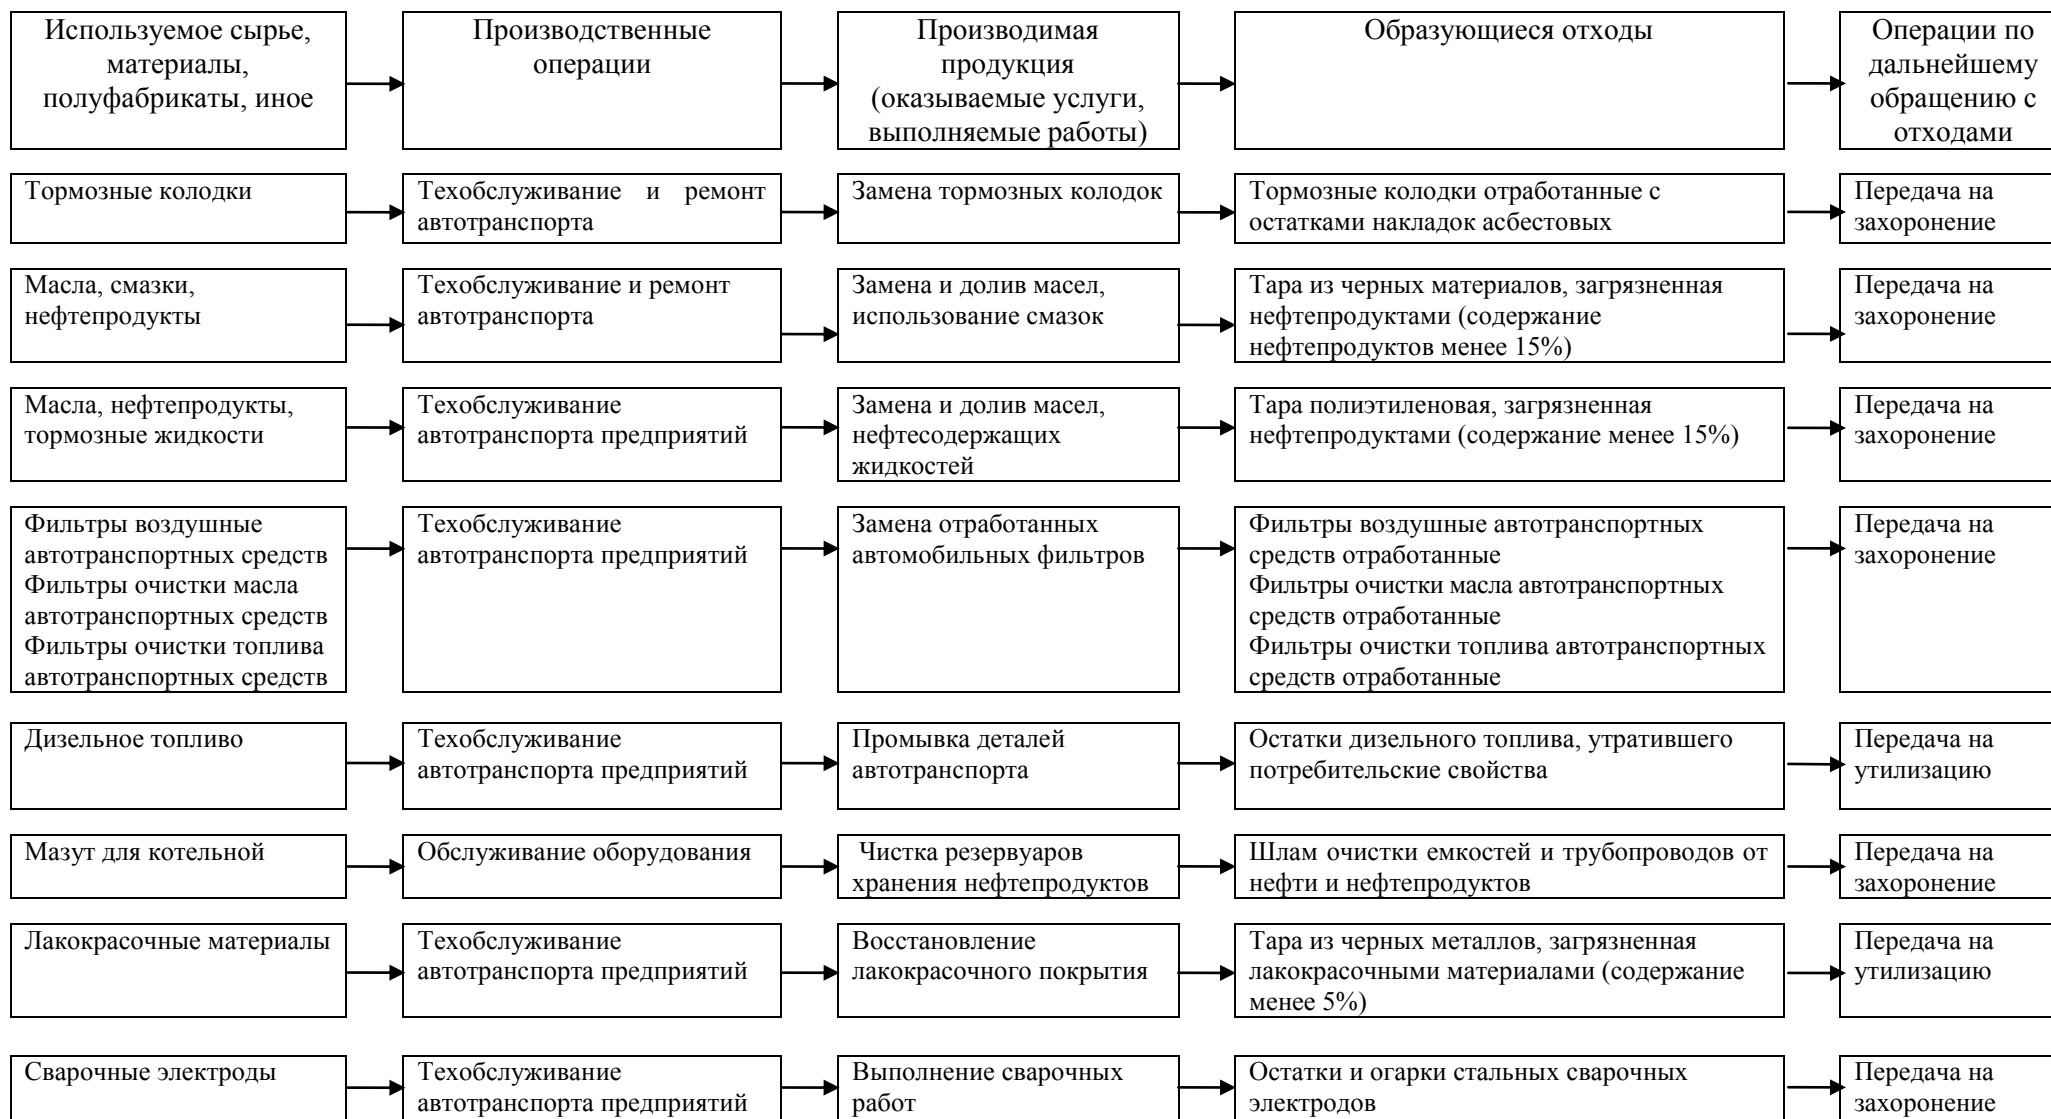 Используемое сырье,
материалы,
полуфабрикаты, иное
Производственные
операции
Производимая
продукция
(оказываемые услуги,
выполняемые работы)
Образующиеся отходы
Операции по
дальнейшему
обращению с
отходами
Тормозные колодки
Техобслуживание и ремонт
автотранспорта
Замена тормозных колодок
Тормозные колодки отработанные с
остатками накладок асбестовых
Передача на
захоронение
Масла, смазки,
нефтепродукты
Техобслуживание и ремонт
автотранспорта
Замена и долив масел,
использование смазок
Тара из черных материалов, загрязненная
нефтепродуктами (содержание
нефтепродуктов менее 15%)
Передача на
захоронение
Масла, нефтепродукты,
тормозные жидкости
Техобслуживание
автотранспорта предприятий
Замена и долив масел,
нефтесодержащих
жидкостей
Тара полиэтиленовая, загрязненная
нефтепродуктами (содержание менее 15%)
Передача на
захоронение
Фильтры воздушные
автотранспортных средств
Фильтры очистки масла
автотранспортных средств
Фильтры очистки топлива
автотранспортных средств
Техобслуживание
автотранспорта предприятий
Замена отработанных
автомобильных фильтров
Фильтры воздушные автотранспортных
средств отработанные
Фильтры очистки масла автотранспортных
средств отработанные
Фильтры очистки топлива автотранспортных
средств отработанные
Передача на
захоронение
Дизельное топливо
Техобслуживание
автотранспорта предприятий
Промывка деталей
автотранспорта
Остатки дизельного топлива, утратившего
потребительские свойства
Передача на
утилизацию
Мазут для котельной
Обслуживание оборудования
Чистка резервуаров
хранения нефтепродуктов
Шлам очистки емкостей и трубопроводов от
нефти и нефтепродуктов
Передача на
захоронение
Лакокрасочные материалы
Техобслуживание
автотранспорта предприятий
Восстановление
лакокрасочного покрытия
Тара из черных металлов, загрязненная
лакокрасочными материалами (содержание
менее 5%)
Передача на
утилизацию
Сварочные электроды
Техобслуживание
автотранспорта предприятий
Выполнение сварочных
работ
Остатки и огарки стальных сварочных
электродов
Передача на
захоронение